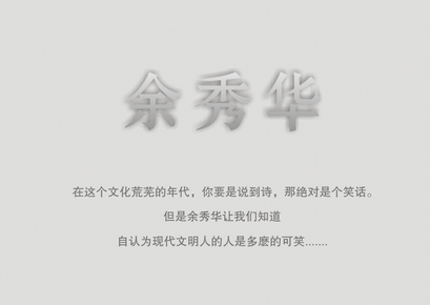 余秀华
在这个文化荒芜的年代，你要是说到诗，那绝对是个笑话。
但是余秀华让我们知道
自认为现代文明人的人是多麽的可笑.......